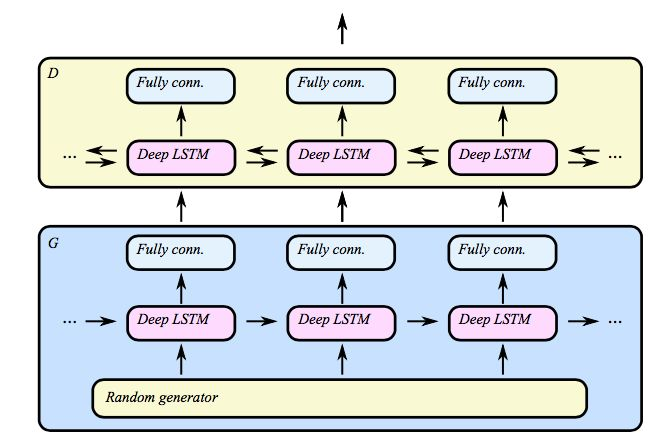 D
Fully conn. Fully conn. Fully conn.
... Deep LSTM Deep LSTM Deep LSTM ...
G
Fully conn. Fully conn. Fully conn.
... Deep LSTM Deep LSTM Deep LSTM ...
Random generator